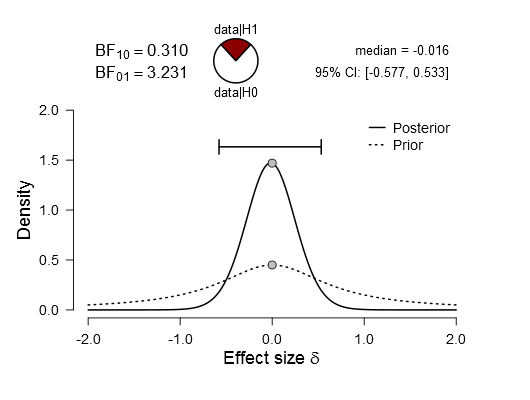 data|H1
BF10 = 0.310
median = -0.016
BF01 = 3.231
95% CI: [-0.577, 0.533]
data|H0
2.0
1.5
1.0
0.5
0.0
Density
Posterior
Prior
-2.0 -1.0 0.0 1.0 2.0
Effect size δ